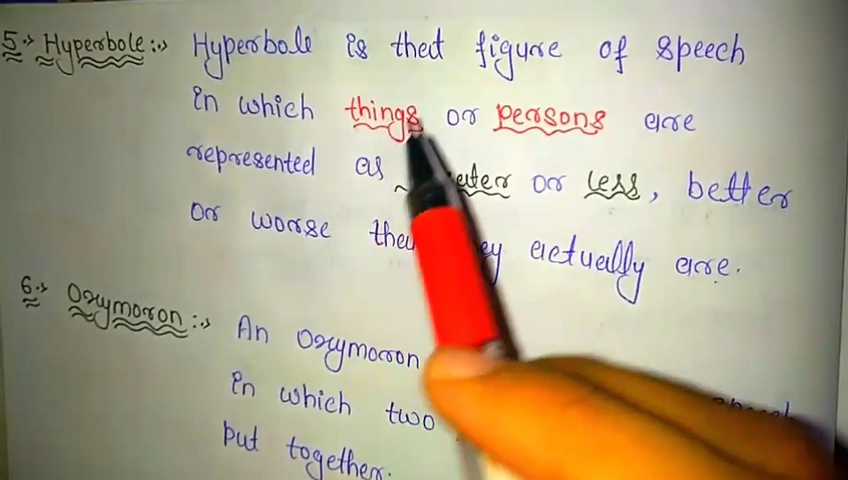 5:→ Hyperbole :→ Hyperbole is that figure of speech
in which things or persons are
represented as or less, better
or worse they actually are.
6:→ Oxymoron :→ An Oxymoron
in which two
put together.